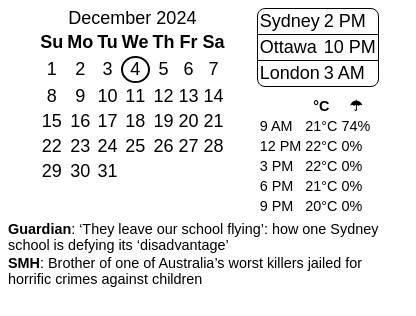 December 2024
Su Mo Tu We Th Fr Sa
1 2 3 4 5 6 7
8 9 10 11 12 13 14
15 16 17 18 19 20 21
22 23 24 25 26 27 28
29 30 31
Sydney 2 PM
Ottawa 10 PM
London 3 AM
°C ☂
9 AM 21°C 74%
12 PM 22°C 0%
3 PM 22°C 0%
6 PM 21°C 0%
9 PM 20°C 0%
Guardian: ‘They leave our school flying’: how one Sydney
school is defying its ‘disadvantage’
SMH: Brother of one of Australia’s worst killers jailed for
horrific crimes against children